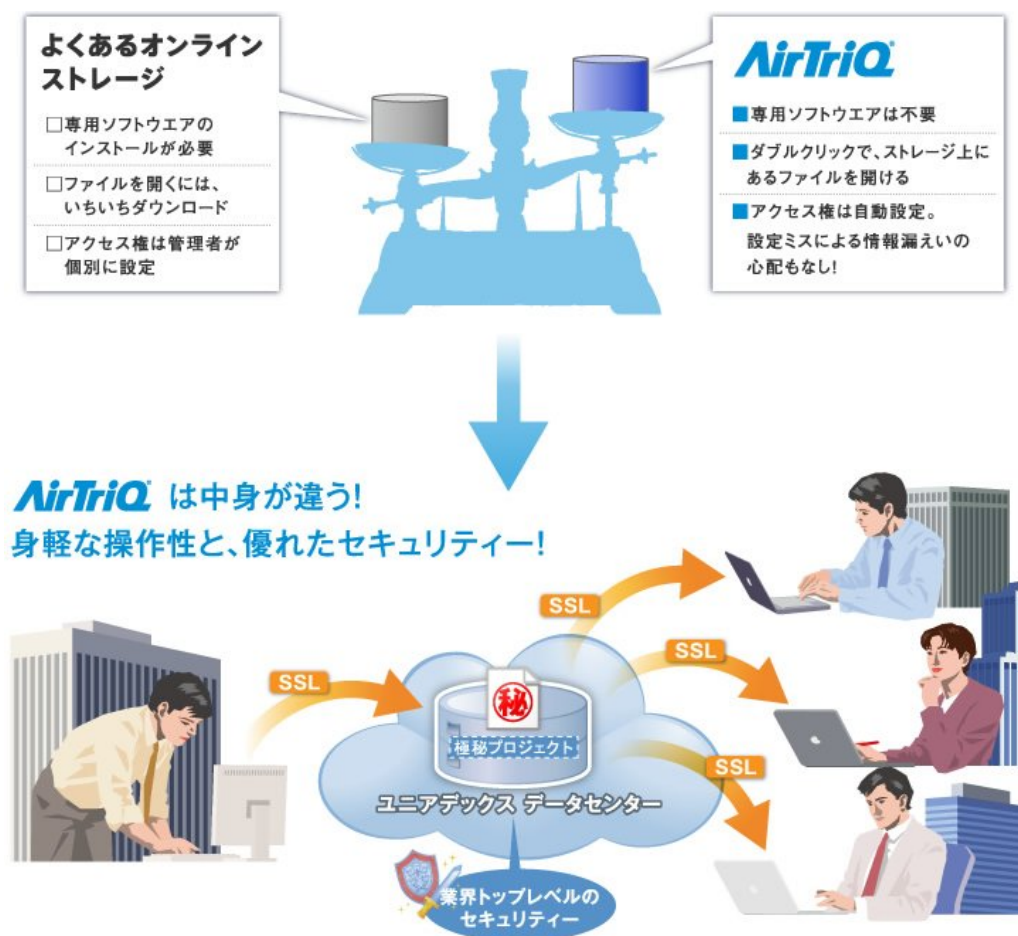 よくあるオンライン
ストレージ
□専用ソフトウエアの
インストールが必要
□ファイルを開くには、
いちいちダウンロード
□アクセス権は管理者が
個別に設定
AirTriQ
■専用ソフトウエアは不要
■ダブルクリックで、ストレージ上に
あるファイルを開ける
■アクセス権は自動設定。
設定ミスによる情報漏えいの
心配もなし!
AirTriQ は中身が違う!
身軽な操作性と、優れたセキュリティー!
SSL
SSL
SSL
SSL
秘
極秘プロジェクト
ユニアデックス データセンター
業界トップレベルの
セキュリティー